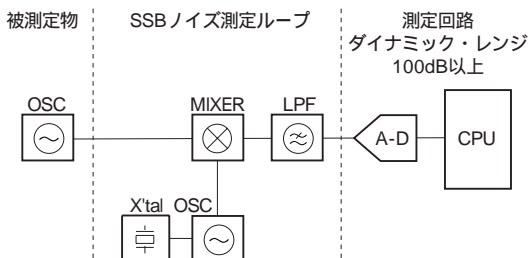 被測定物
SSBノイズ測定ループ
測定回路
ダイナミック・レンジ
100dB以上
OSC
MIXER
LPF
A-D
CPU
X'tal
OSC